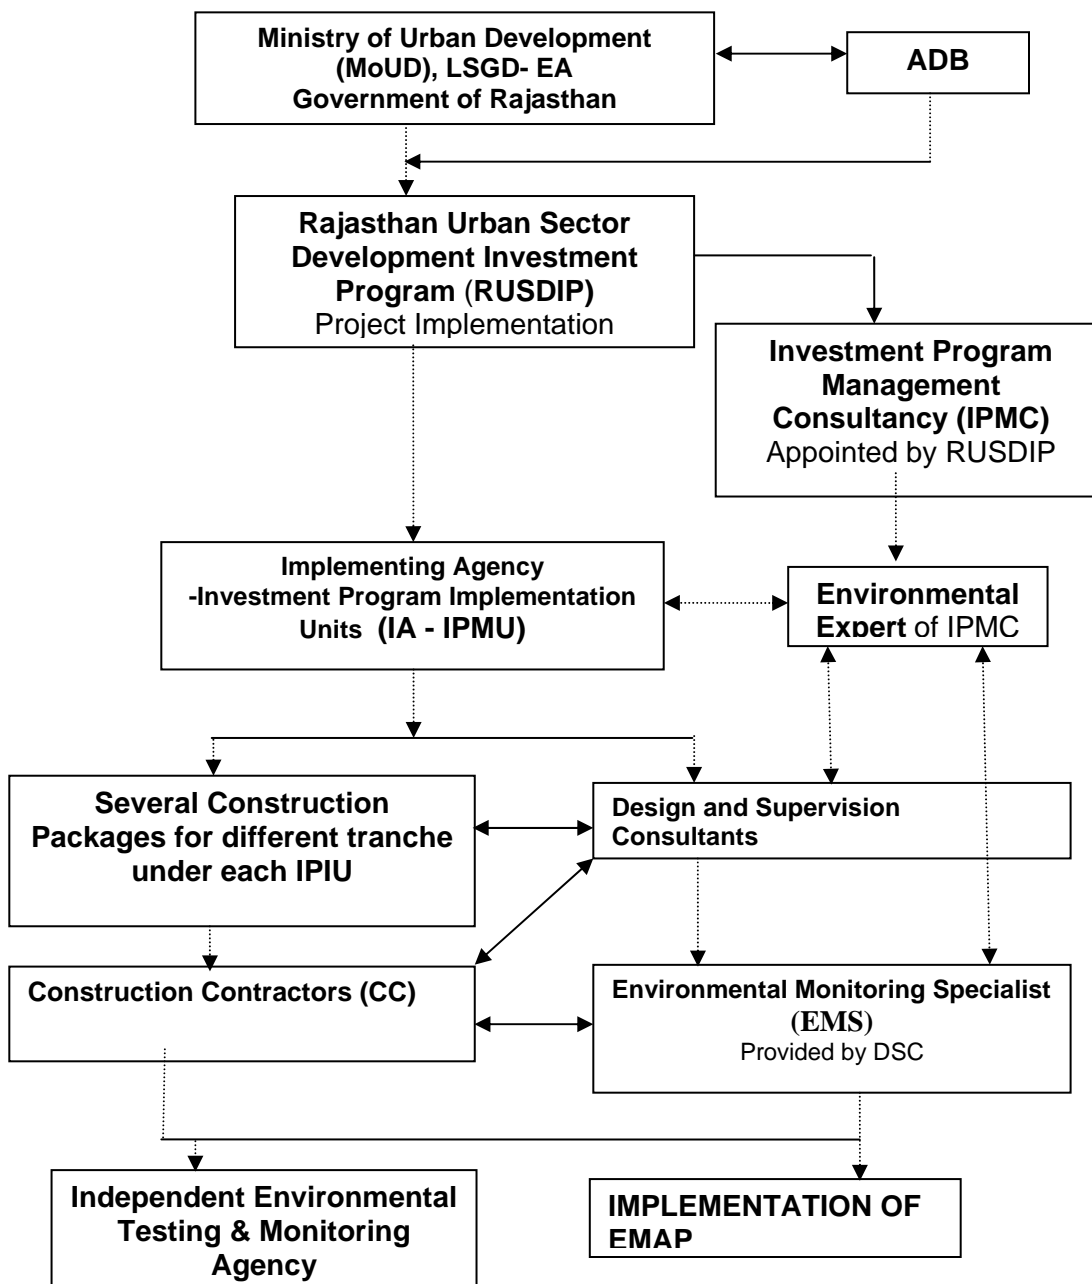 Ministry of Urban Development
(MoUD), LSGD- EA
Government of Rajasthan
ADB
Rajasthan Urban Sector
Development Investment
Program (RUSDIP)
Project Implementation
Investment Program
Management
Consultancy (IPMC)
Appointed by RUSDIP
Implementing Agency
-Investment Program Implementation
Units (IA - IPMU)
Environmental
Expert of IPMC
Several Construction
Packages for different tranche
under each IPIU
Design and Supervision
Consultants
Construction Contractors (CC)
Environmental Monitoring Specialist
(EMS)
Provided by DSC
Independent Environmental
Testing & Monitoring
Agency
IMPLEMENTATION OF
EMAP